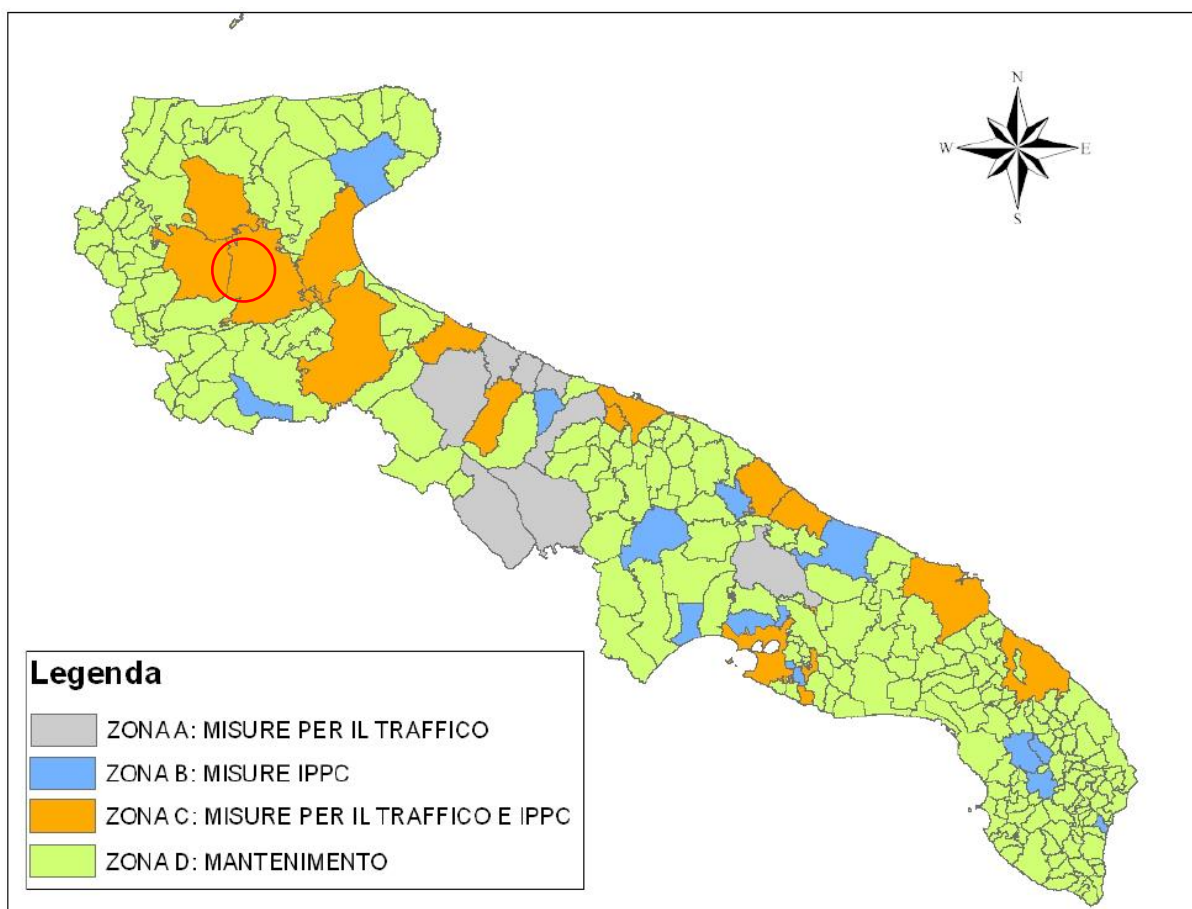 N
W E
S
Legenda
ZONA A: MISURE PER IL TRAFFICO
ZONA B: MISURE IPPC
ZONA C: MISURE PER IL TRAFFICO E IPPC
ZONA D: MANTENIMENTO